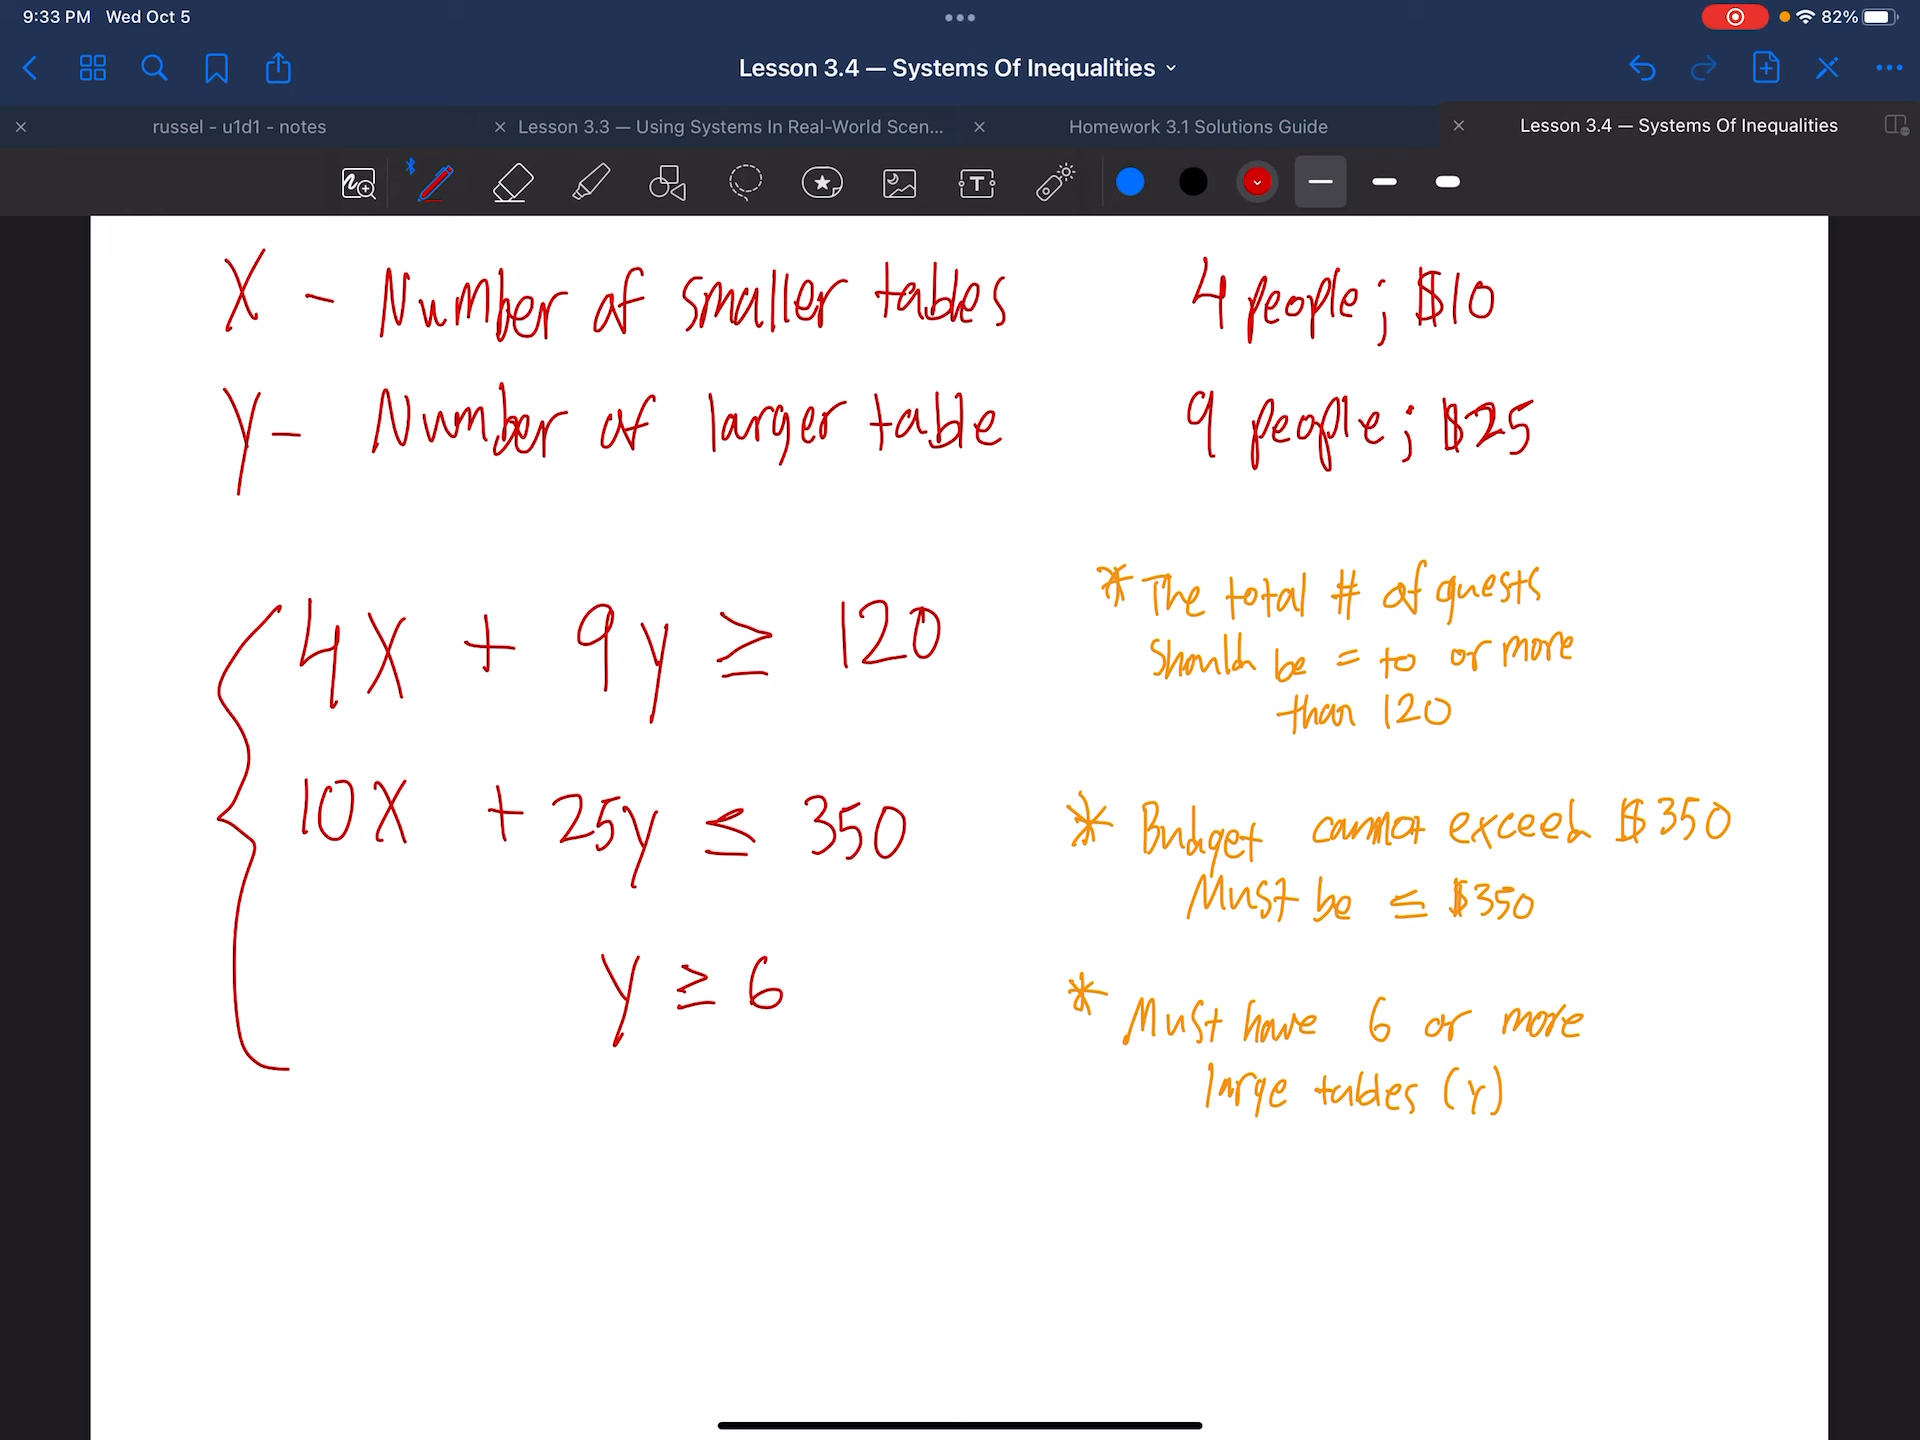 9:33 PM Wed Oct 5
82%
Lesson 3.4 — Systems Of Inequalities
russel - u1d1 - notes
Lesson 3.3 — Using Systems In Real-World Scen...
Homework 3.1 Solutions Guide
Lesson 3.4 — Systems Of Inequalities
X - Number of smaller tables 4 people; $10
Y - Number of larger table 9 people; $25
4X + 9y ≥ 120
* The total # of guests
should be = to or more
than 120
10X + 25y ≤ 350
* Budget cannot exceed $350
Must be ≤ $350
y ≥ 6
* Must have 6 or more
large tables (Y)